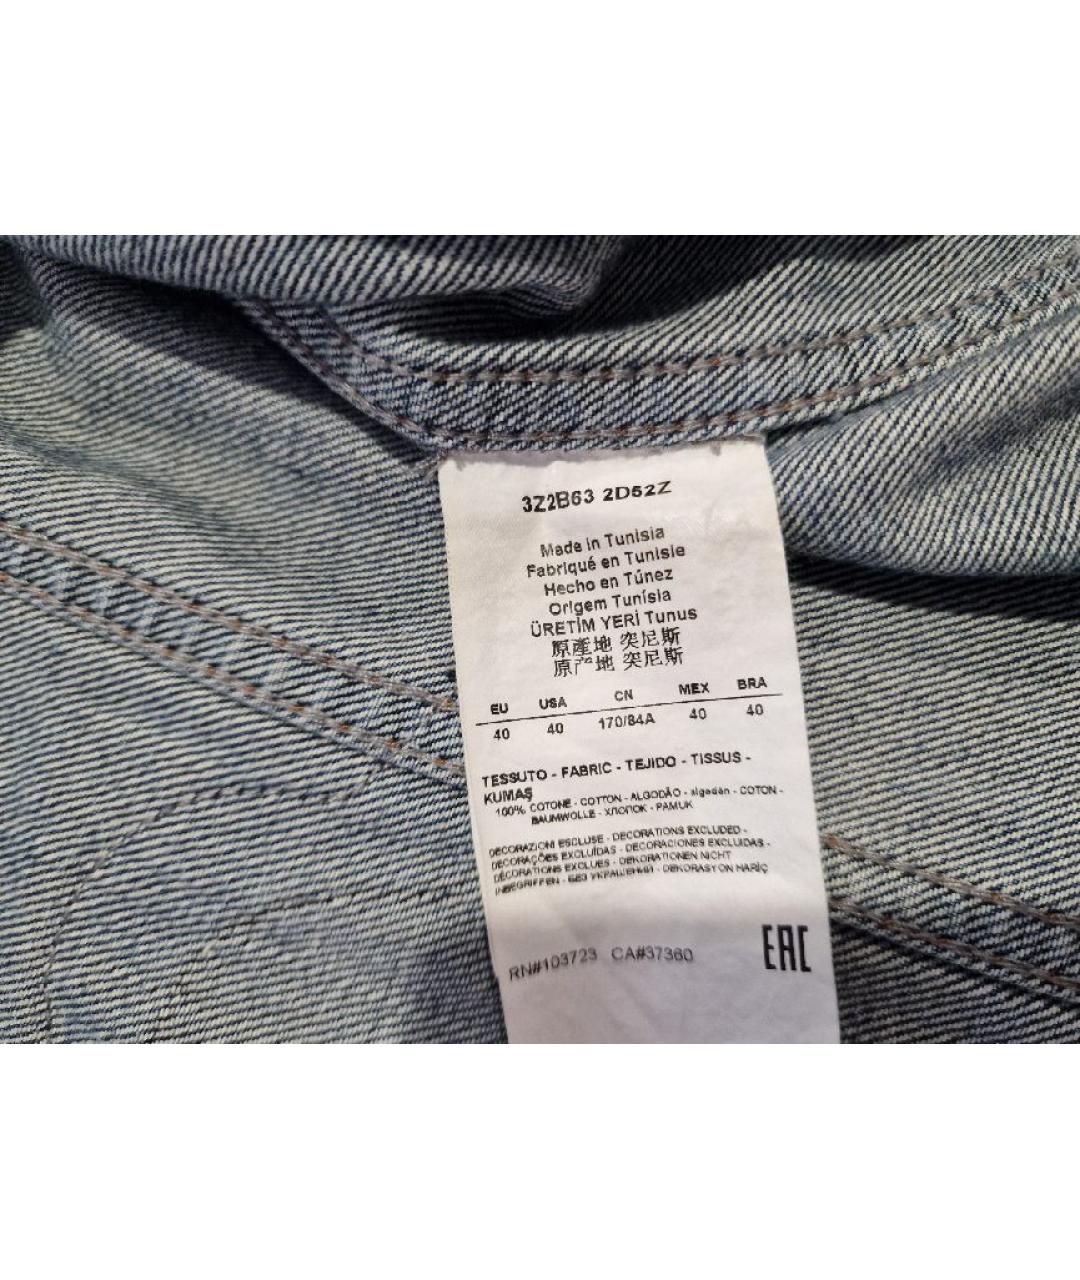 3Z2B63 2D52Z
Made in Tunisia
Fabriqué en Tunisie
Hecho en Túnez
Origem Tunísia
ÜRETİM YERİ Tunus
原產地 突尼斯
原产地 突尼斯
EU USA CN MEX BRA
40 40 170/84A 40 40
TESSUTO - FABRIC - TEJIDO - TISSUS -
KUMAŞ
100% COTONE - COTTON - ALGODÃO - algodón - COTON -
BAUMWOLLE - ХЛОПОК - PAMUK
DECORAZIONI ESCLUSE - DECORATIONS EXCLUDED -
DECORAÇÕES EXCLUÍDAS - DECORACIONES EXCLUIDAS -
DÉCORATIONS EXCLUES - DEKORATIONEN NICHT
INBEGRIFFEN - БЕЗ УКРАШЕНИЙ - DEKORASYON HARİÇ
RN#103723 CA#37360
EAC